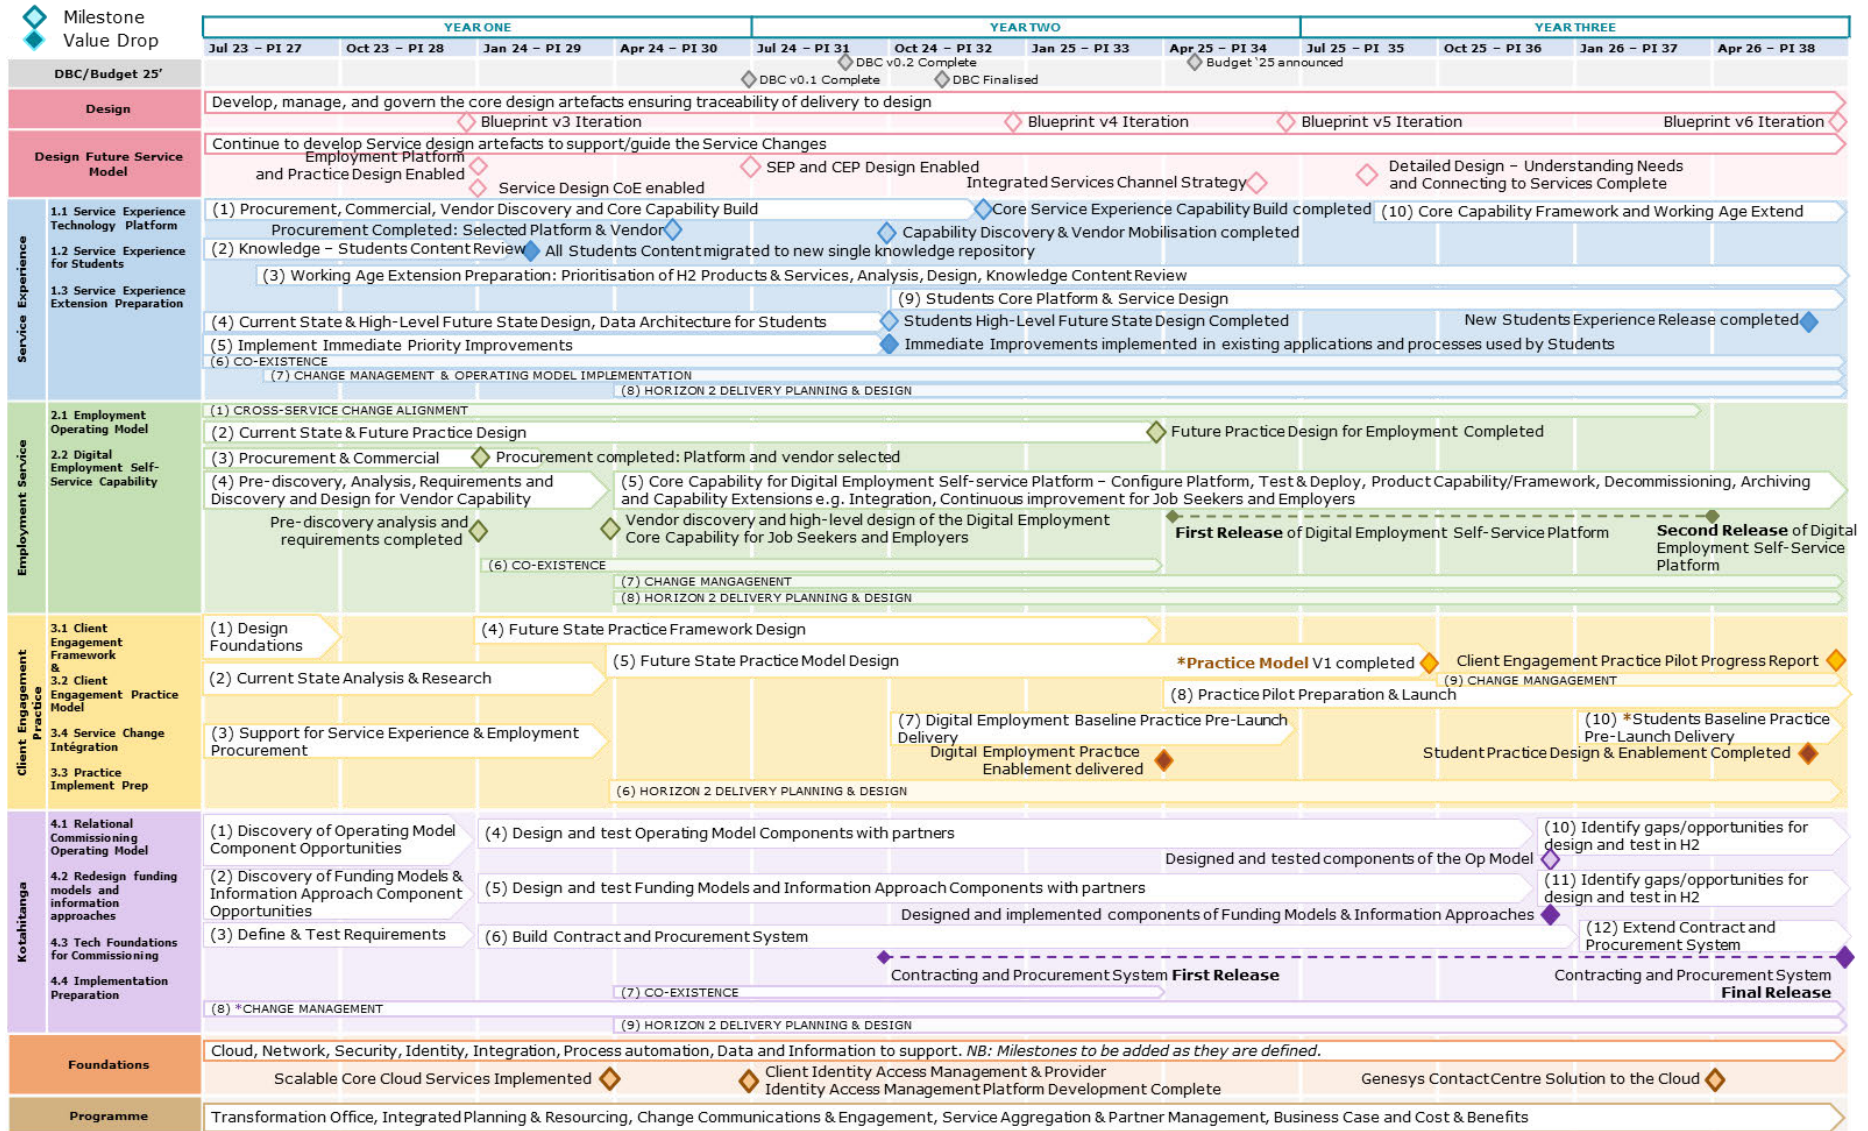 Milestone
Value Drop
YEAR ONE
YEAR TWO
YEAR THREE
Jul 23 – PI 27
Oct 23 – PI 28
Jan 24 – PI 29
Apr 24 – PI 30
Jul 24 – PI 31
Oct 24 – PI 32
Jan 25 – PI 33
Apr 25 – PI 34
Jul 25 – PI 35
Oct 25 – PI 36
Jan 26 – PI 37
Apr 26 – PI 38
DBC/Budget 25'
DBC v0.2 Complete
Budget '25 announced
DBC v0.1 Complete
DBC Finalised
Design
Develop, manage, and govern the core design artefacts ensuring traceability of delivery to design
Blueprint v3 Iteration
Blueprint v4 Iteration
Blueprint v5 Iteration
Blueprint v6 Iteration
Design Future Service
Model
Continue to develop Service design artefacts to support/guide the Service Changes
Employment Platform
and Practice Design Enabled
Service Design CoE enabled
SEP and CEP Design Enabled
Integrated Services Channel Strategy
Detailed Design – Understanding Needs
and Connecting to Services Complete
Service Experience
1.1 Service Experience
Technology Platform
1.2 Service Experience
for Students
1.3 Service Experience
Extension Preparation
(1) Procurement, Commercial, Vendor Discovery and Core Capability Build
Core Service Experience Capability Build completed
(10) Core Capability Framework and Working Age Extend
Procurement Completed: Selected Platform & Vendor
Capability Discovery & Vendor Mobilisation completed
(2) Knowledge – Students Content Review
All Students Content migrated to new single knowledge repository
(3) Working Age Extension Preparation: Prioritisation of H2 Products & Services, Analysis, Design, Knowledge Content Review
(9) Students Core Platform & Service Design
(4) Current State & High-Level Future State Design, Data Architecture for Students
Students High-Level Future State Design Completed
New Students Experience Release completed
(5) Implement Immediate Priority Improvements
Immediate Improvements implemented in existing applications and processes used by Students
(6) CO-EXISTENCE
(7) CHANGE MANAGEMENT & OPERATING MODEL IMPLEMENTATION
(8) HORIZON 2 DELIVERY PLANNING & DESIGN
Employment Service
2.1 Employment
Operating Model
2.2 Digital
Employment Self-
Service Capability
(1) CROSS-SERVICE CHANGE ALIGNMENT
(2) Current State & Future Practice Design
Future Practice Design for Employment Completed
(3) Procurement & Commercial
Procurement completed: Platform and vendor selected
(4) Pre-discovery, Analysis, Requirements and
Discovery and Design for Vendor Capability
(5) Core Capability for Digital Employment Self-service Platform – Configure Platform, Test & Deploy, Product Capability/Framework, Decommissioning, Archiving
and Capability Extensions e.g. Integration, Continuous improvement for Job Seekers and Employers
Pre-discovery analysis and
requirements completed
Vendor discovery and high-level design of the Digital Employment
Core Capability for Job Seekers and Employers
First Release of Digital Employment Self-Service Platform
Second Release of Digital
Employment Self-Service
Platform
(6) CO-EXISTENCE
(7) CHANGE MANGAGEMENT
(8) HORIZON 2 DELIVERY PLANNING & DESIGN
Client Engagement
Practice
3.1 Client
Engagement
Framework
&
3.2 Client
Engagement Practice
Model
3.4 Service Change
Intégration
3.3 Practice
Implement Prep
(1) Design
Foundations
(4) Future State Practice Framework Design
(5) Future State Practice Model Design
*Practice Model V1 completed
Client Engagement Practice Pilot Progress Report
(2) Current State Analysis & Research
(9) CHANGE MANGAGEMENT
(8) Practice Pilot Preparation & Launch
(3) Support for Service Experience & Employment
Procurement
(7) Digital Employment Baseline Practice Pre-Launch
Delivery
(10) *Students Baseline Practice
Pre-Launch Delivery
Digital Employment Practice
Enablement delivered
Student Practice Design & Enablement Completed
(6) HORIZON 2 DELIVERY PLANNING & DESIGN
Kotahitanga
4.1 Relational
Commissioning
Operating Model
4.2 Redesign funding
models and
information
approaches
4.3 Tech Foundations
for Commissioning
4.4 Implementation
Preparation
(1) Discovery of Operating Model
Component Opportunities
(4) Design and test Operating Model Components with partners
(10) Identify gaps/opportunities for
design and test in H2
Designed and tested components of the Op Model
(2) Discovery of Funding Models &
Information Approach Component
Opportunities
(5) Design and test Funding Models and Information Approach Components with partners
(11) Identify gaps/opportunities for
design and test in H2
Designed and implemented components of Funding Models & Information Approaches
(3) Define & Test Requirements
(6) Build Contract and Procurement System
(12) Extend Contract and
Procurement System
Contracting and Procurement System First Release
Contracting and Procurement System
Final Release
(7) CO-EXISTENCE
(8) *CHANGE MANAGEMENT
(9) HORIZON 2 DELIVERY PLANNING & DESIGN
Foundations
Cloud, Network, Security, Identity, Integration, Process automation, Data and Information to support. NB: Milestones to be added as they are defined.
Scalable Core Cloud Services Implemented
Client Identity Access Management & Provider
Identity Access Management Platform Development Complete
Genesys Contact Centre Solution to the Cloud
Programme
Transformation Office, Integrated Planning & Resourcing, Change Communications & Engagement, Service Aggregation & Partner Management, Business Case and Cost & Benefits